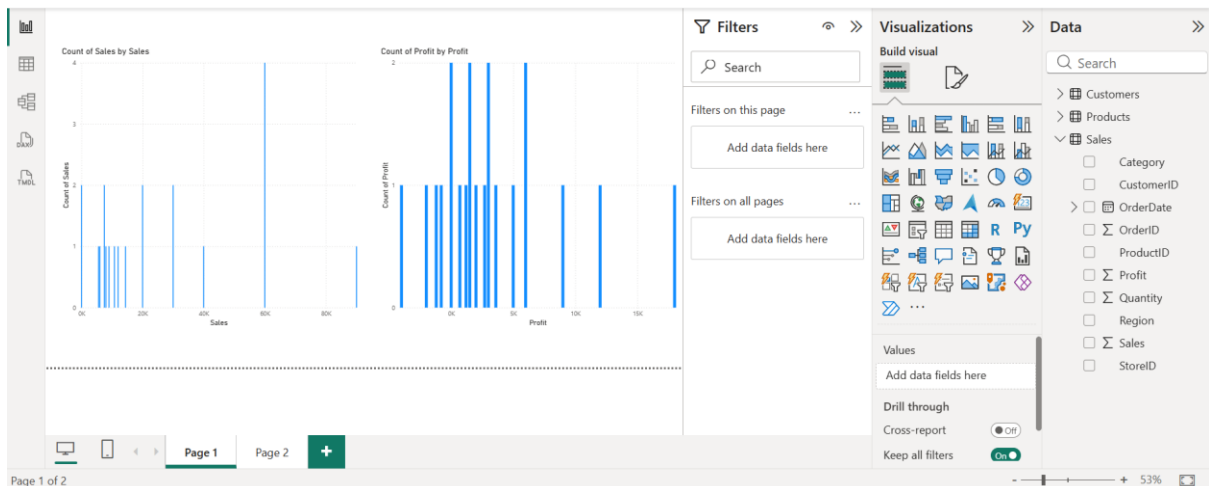 Count of Sales by Sales
4
3
2
1
0
Count of Sales
0K 20K 40K 60K 80K
Sales
Count of Profit by Profit
2
1
0
Count of Profit
0K 5K 10K 15K
Profit
Filters
Search
Filters on this page
...
Add data fields here
Filters on all pages
...
Add data fields here
Visualizations
Build visual
123
R Py
...
Values
Add data fields here
Drill through
Cross-report Off
Keep all filters On
Data
Search
Customers
Products
Sales
Category
CustomerID
OrderDate
OrderID
ProductID
Profit
Quantity
Region
Sales
StoreID
DAX
TMDL
Page 1 Page 2 +
Page 1 of 2
- + 53%